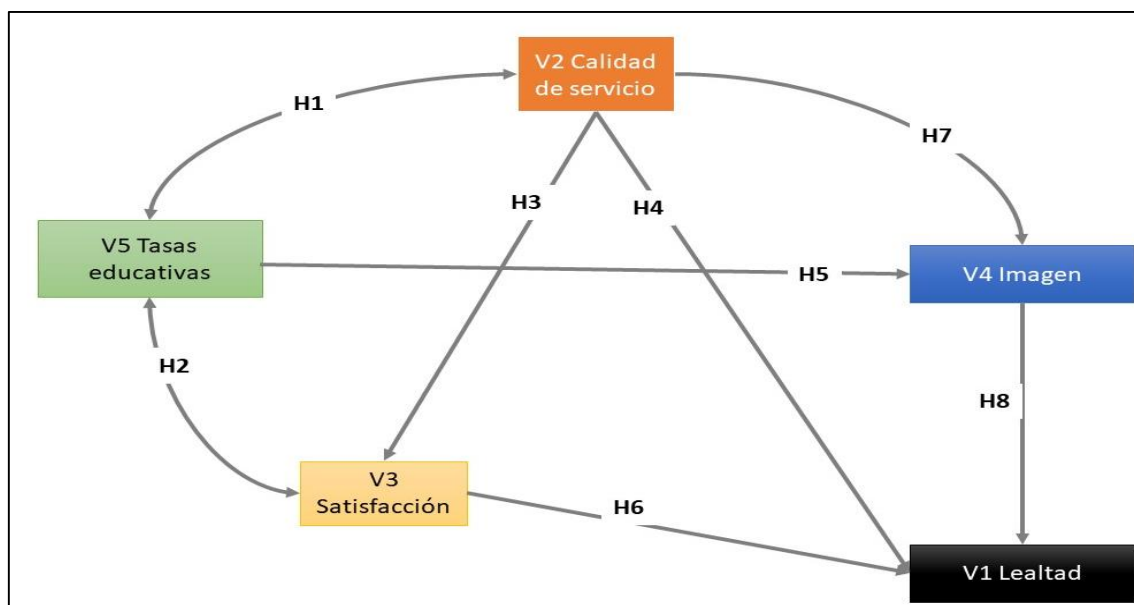 V2 Calidad
de servicio
H1
H7
H3
H4
V5 Tasas
educativas
H5
V4 Imagen
H2
H8
V3
Satisfacción
H6
V1 Lealtad